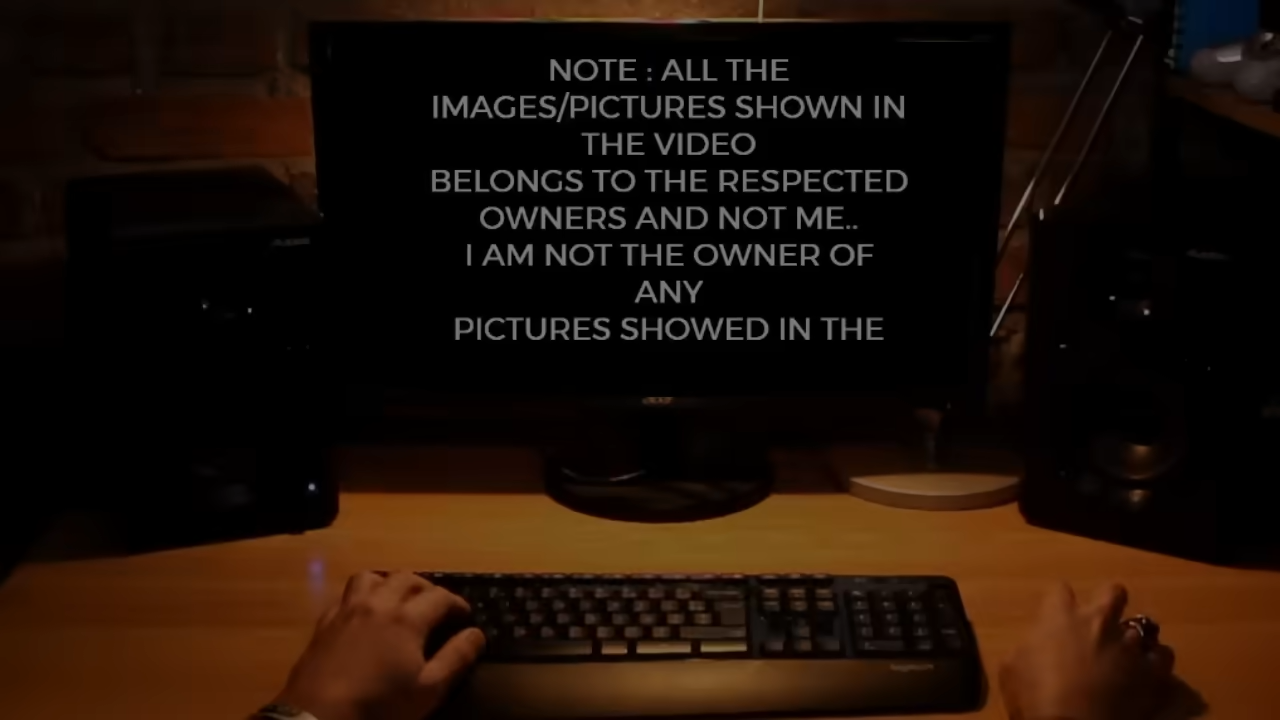 NOTE : ALL THE
IMAGES/PICTURES SHOWN IN
THE VIDEO
BELONGS TO THE RESPECTED
OWNERS AND NOT ME..
I AM NOT THE OWNER OF
ANY
PICTURES SHOWED IN THE
acer